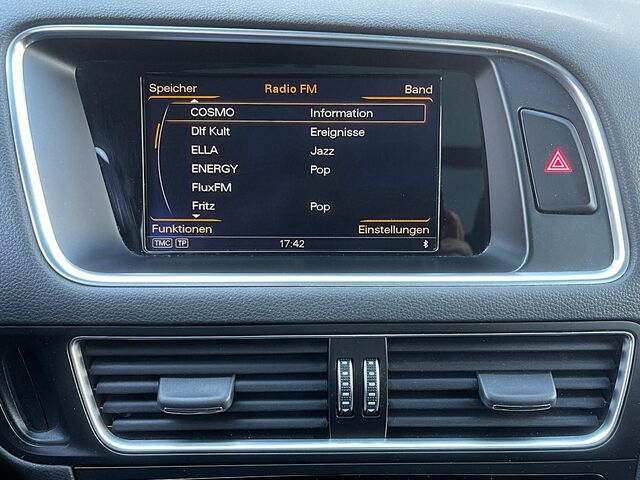 Speicher Radio FM Band
COSMO Information
Dlf Kult Ereignisse
ELLA Jazz
ENERGY Pop
FluxFM
Fritz Pop
Funktionen Einstellungen
TMC TP 17:42